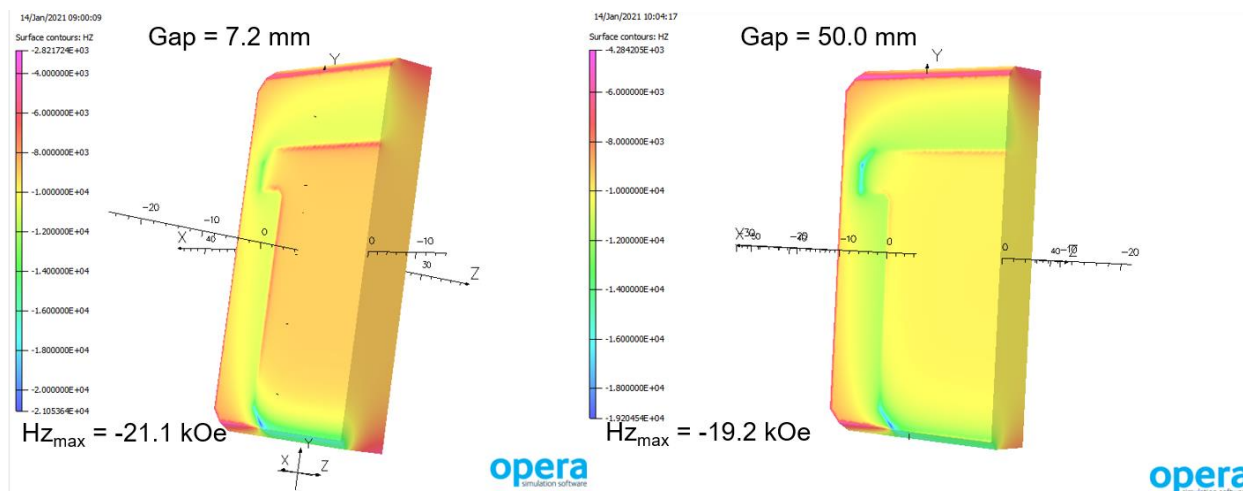 14/Jan/2021 09:00:09
Surface contours: HZ
-2.821724E+03
-4.000000E+03
-6.000000E+03
-8.000000E+03
-1.000000E+04
-1.200000E+04
-1.400000E+04
-1.600000E+04
-1.800000E+04
-2.000000E+04
-2.105364E+04
Gap = 7.2 mm
Y
-20
-10
0
X
40
0
-10
30
Z
Hzmax = -21.1 kOe
Y
X
Z
opera
simulation software
14/Jan/2021 10:04:17
Surface contours: HZ
-4.284205E+03
-6.000000E+03
-8.000000E+03
-1.000000E+04
-1.200000E+04
-1.400000E+04
-1.600000E+04
-1.800000E+04
-1.920454E+04
Gap = 50.0 mm
Y
-20
-10
0
0
-20
Hzmax = -19.2 kOe
opera
simulation software